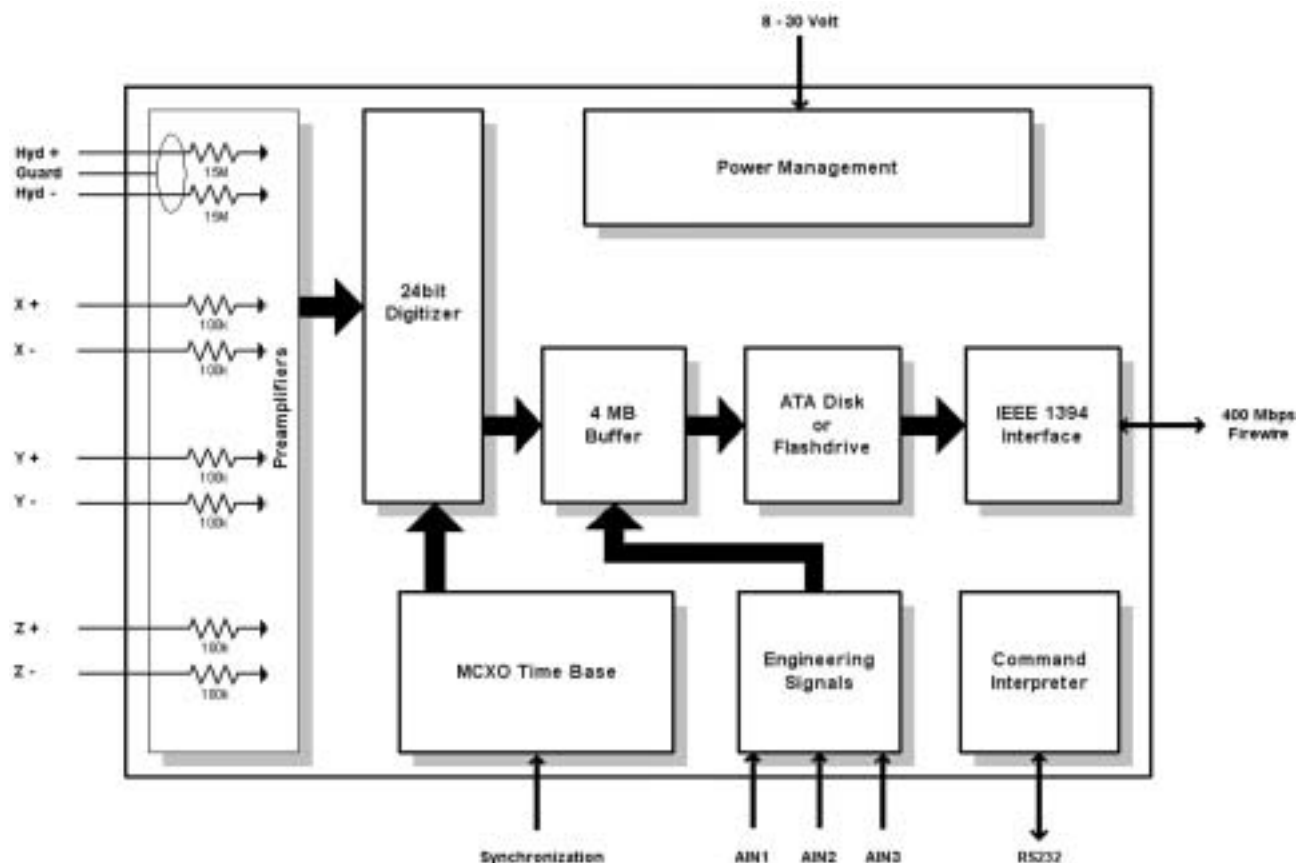 8 - 30 Volt
Power Management
Hyd +
Guard
Hyd -
15M
15M
24bit
Digitizer
X +
X -
100k
100k
Preamplifiers
4 MB
Buffer
ATA Disk
or
Flashdrive
IEEE 1394
Interface
400 Mbps
Firewire
Y +
Y -
100k
100k
Z +
Z -
100k
100k
MCXO Time Base
Engineering
Signals
Command
Interpreter
Synchronization
AIN1
AIN2
AIN3
RS232